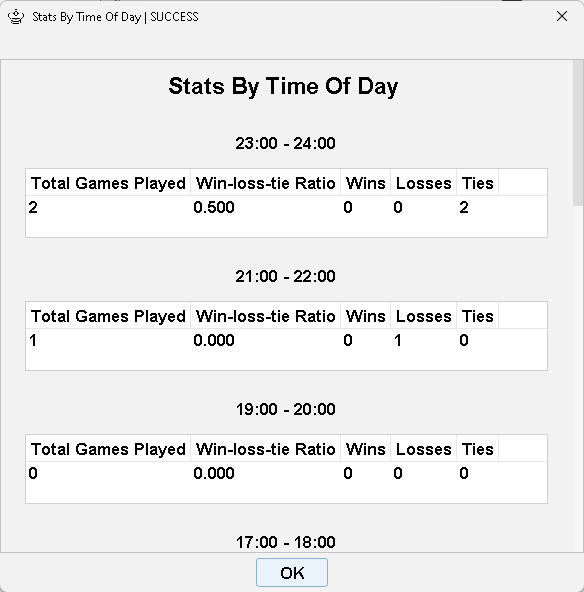 Stats By Time Of Day | SUCCESS
Stats By Time Of Day
23:00 - 24:00
Total Games Played Win-loss-tie Ratio Wins Losses Ties
2 0.500 0 0 2
21:00 - 22:00
Total Games Played Win-loss-tie Ratio Wins Losses Ties
1 0.000 0 1 0
19:00 - 20:00
Total Games Played Win-loss-tie Ratio Wins Losses Ties
0 0.000 0 0 0
17:00 - 18:00
OK